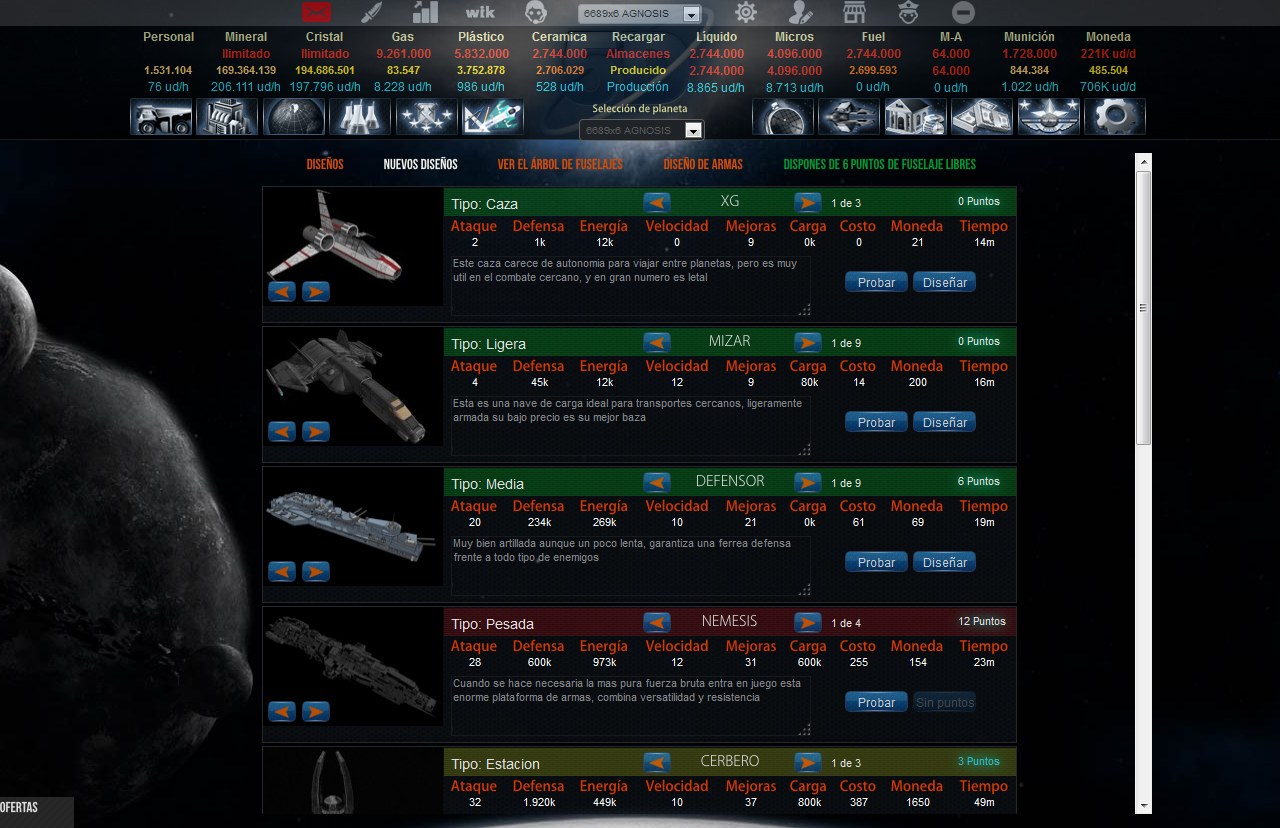 wik 6689x6 AGNOSIS
Personal Mineral Cristal Gas Plástico Ceramica Recargar Líquido Micros Fuel M-A Munición Moneda
Ilimitado Ilimitado 9.261.000 5.832.000 2.744.000 Almacenes 2.744.000 4.096.000 2.744.000 64.000 1.728.000 221K ud/d
1.531.104 169.364.139 194.686.501 83.547 3.752.878 2.706.029 Producido 2.744.000 4.096.000 2.699.593 64.000 844.384 485.504
76 ud/h 206.111 ud/h 197.796 ud/h 8.228 ud/h 986 ud/h 528 ud/h Producción 8.865 ud/h 8.713 ud/h 0 ud/h 0 ud/h 1.022 ud/h 706K ud/d
Selección de planeta
6689x6 AGNOSIS
DISEÑOS NUEVOS DISEÑOS VER EL ÁRBOL DE FUSELAJES DISEÑO DE ARMAS DISPONES DE 6 PUNTOS DE FUSELAJE LIBRES
Tipo: Caza XG 1 de 3 0 Puntos
Ataque Defensa Energía Velocidad Mejoras Carga Costo Moneda Tiempo
2 1k 12k 0 9 0k 0 21 14m
Este caza carece de autonomia para viajar entre planetas, pero es muy
util en el combate cercano, y en gran numero es letal
Probar Diseñar
Tipo: Ligera MIZAR 1 de 9 0 Puntos
Ataque Defensa Energía Velocidad Mejoras Carga Costo Moneda Tiempo
4 45k 12k 12 9 80k 14 200 16m
Esta es una nave de carga ideal para transportes cercanos, ligeramente
armada su bajo precio es su mejor baza
Probar Diseñar
Tipo: Media DEFENSOR 1 de 9 6 Puntos
Ataque Defensa Energía Velocidad Mejoras Carga Costo Moneda Tiempo
20 234k 269k 10 21 0k 61 69 19m
Muy bien artillada aunque un poco lenta, garantiza una ferrea defensa
frente a todo tipo de enemigos
Probar Diseñar
Tipo: Pesada NEMESIS 1 de 4 12 Puntos
Ataque Defensa Energía Velocidad Mejoras Carga Costo Moneda Tiempo
28 600k 973k 12 31 600k 255 154 23m
Cuando se hace necesaria la mas pura fuerza bruta entra en juego esta
enorme plataforma de armas, combina versatilidad y resistencia
Probar Sin puntos
Tipo: Estacion CERBERO 1 de 3 3 Puntos
Ataque Defensa Energía Velocidad Mejoras Carga Costo Moneda Tiempo
32 1.920k 449k 10 37 800k 387 1650 49m
OFERTAS